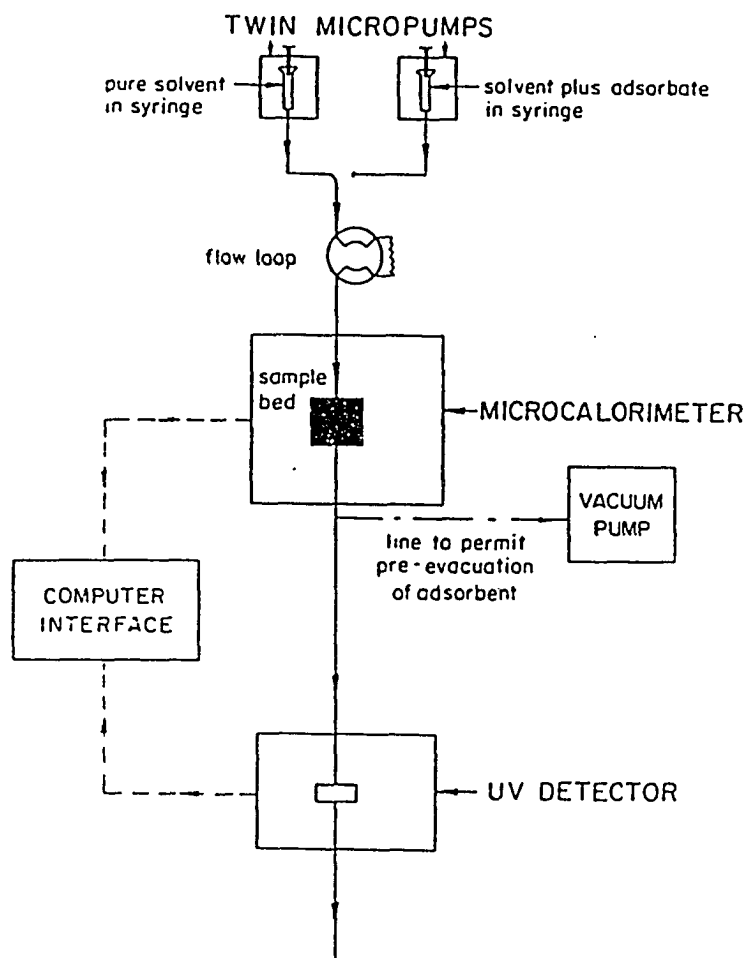 TWIN MICROPUMPS
pure solvent
in syringe
solvent plus adsorbate
in syringe
flow loop
sample
bed
MICROCALORIMETER
VACUUM
PUMP
line to permit
pre-evacuation
of adsorbent
COMPUTER
INTERFACE
UV DETECTOR